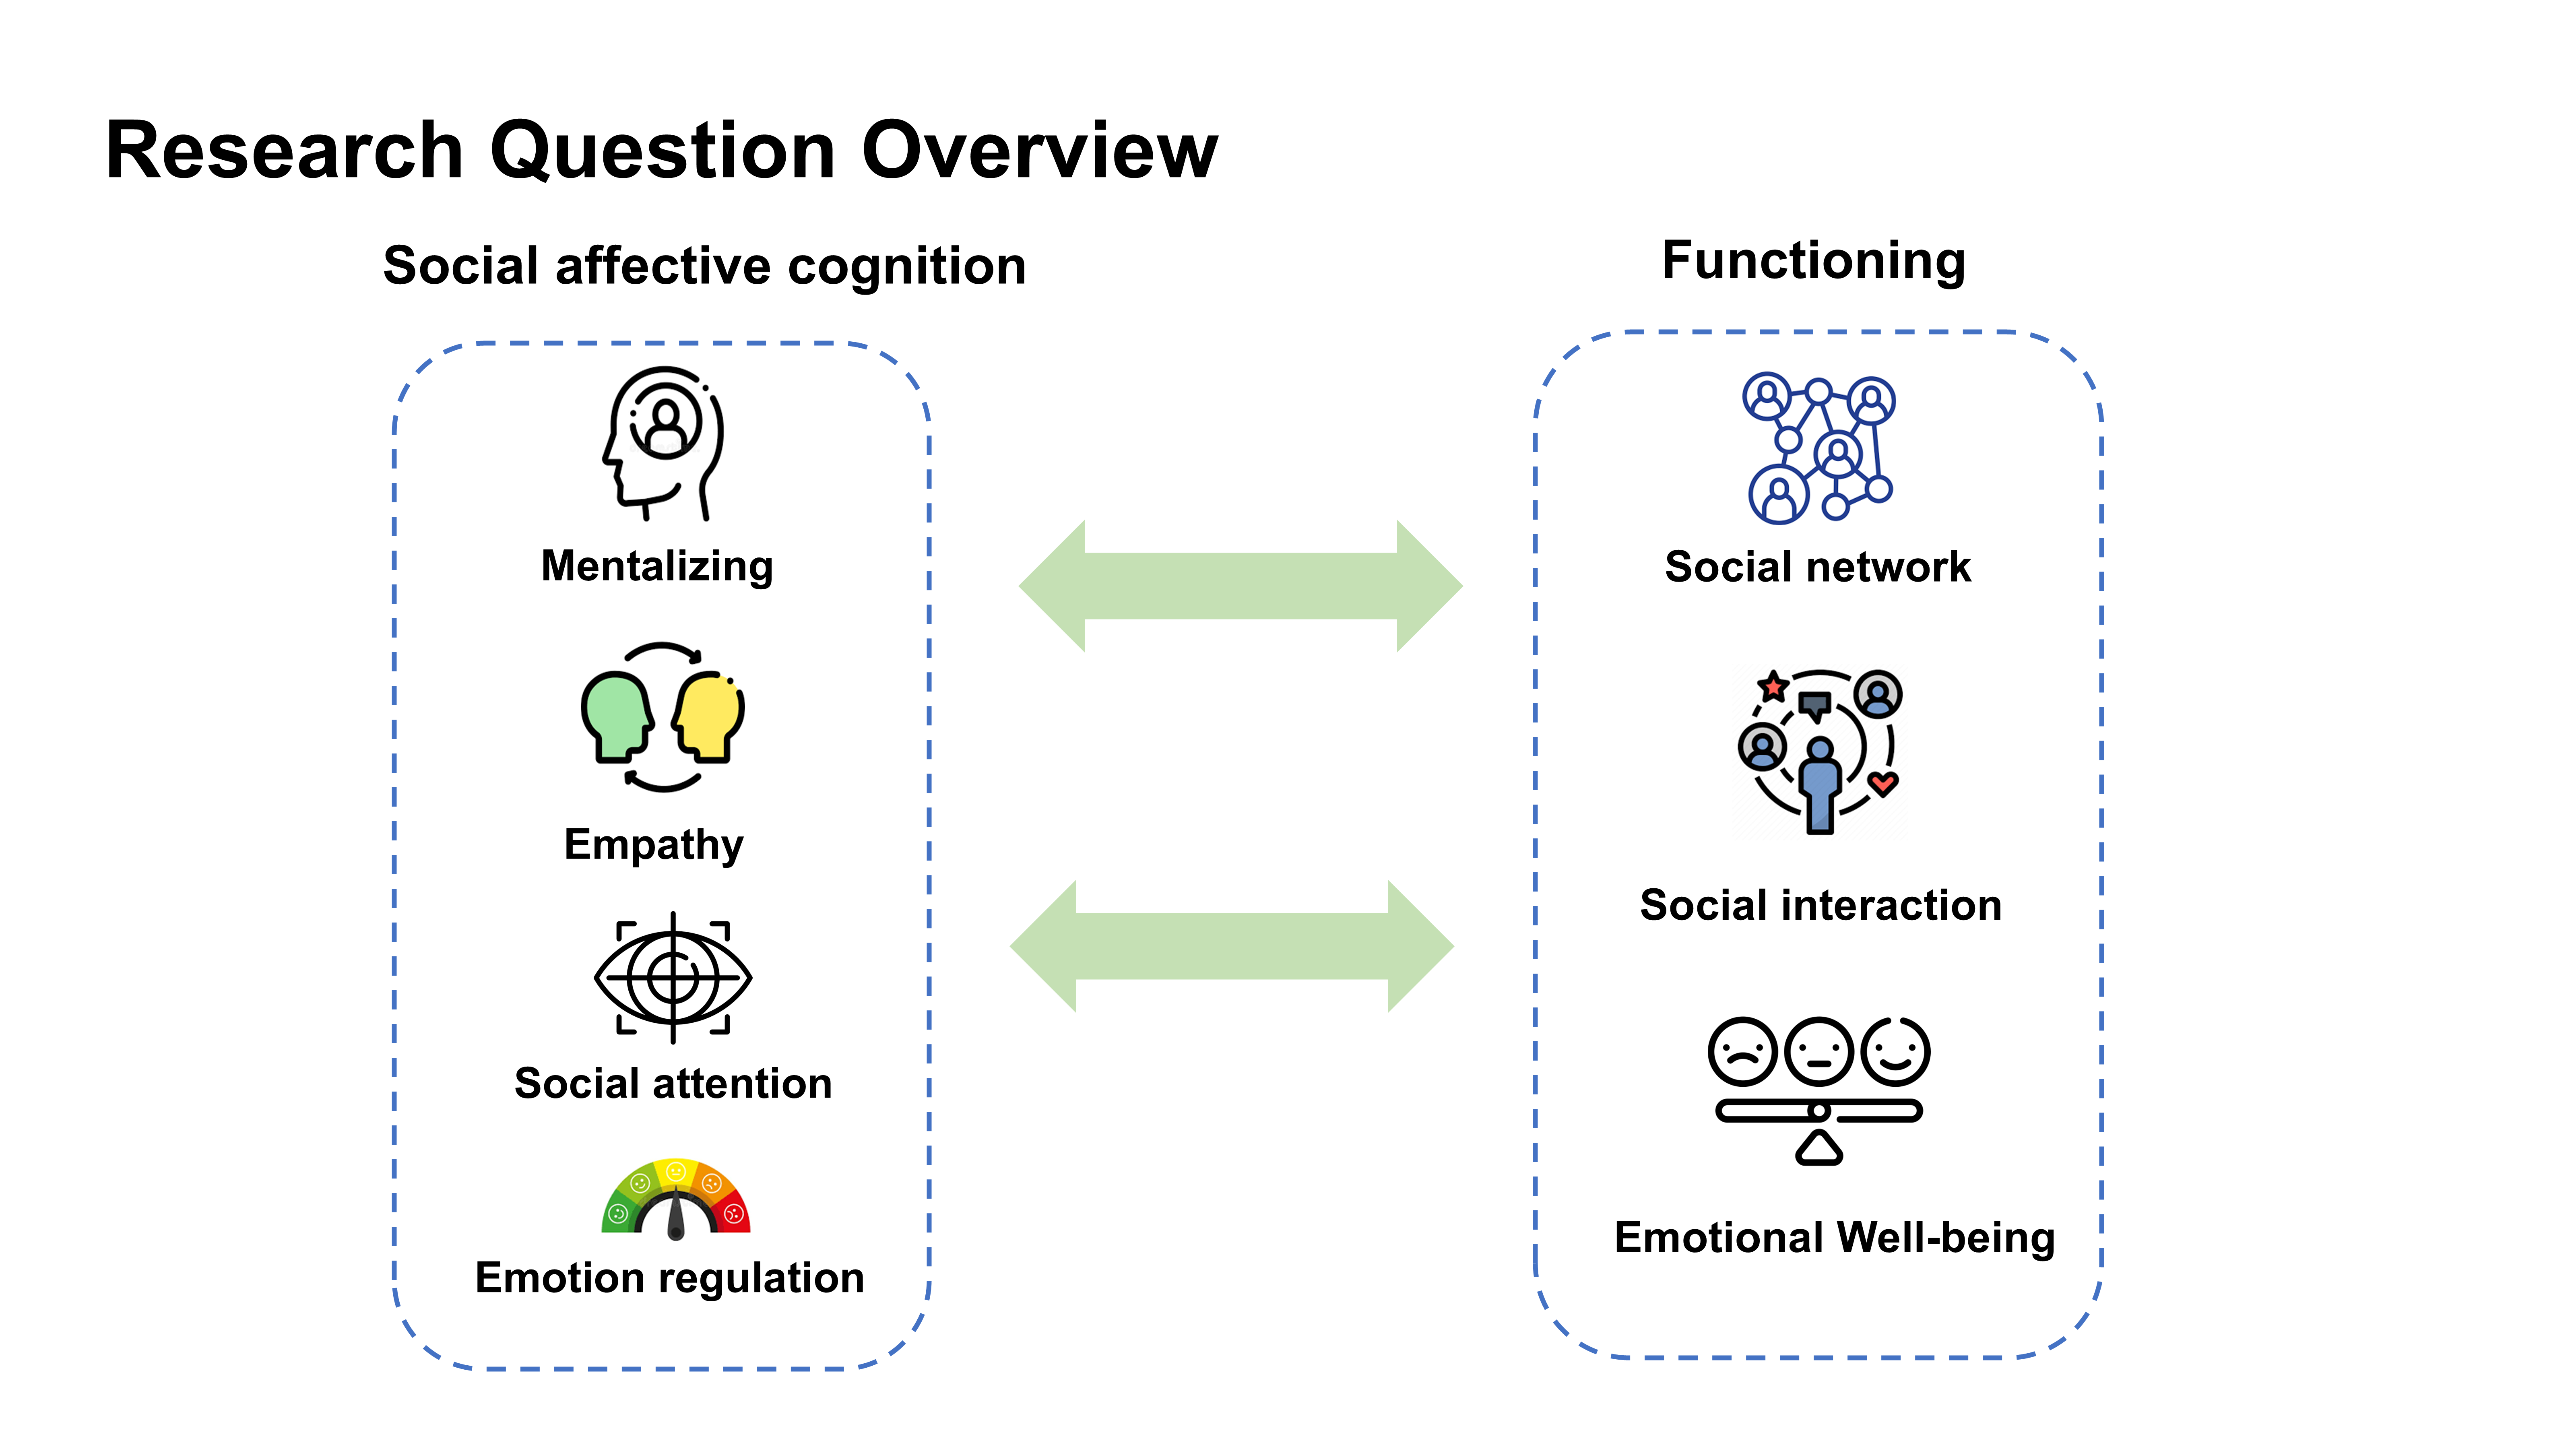 Research Question Overview
Social affective cognition
Mentalizing
Empathy
Social attention
Emotion regulation
Functioning
Social network
Social interaction
Emotional Well-being